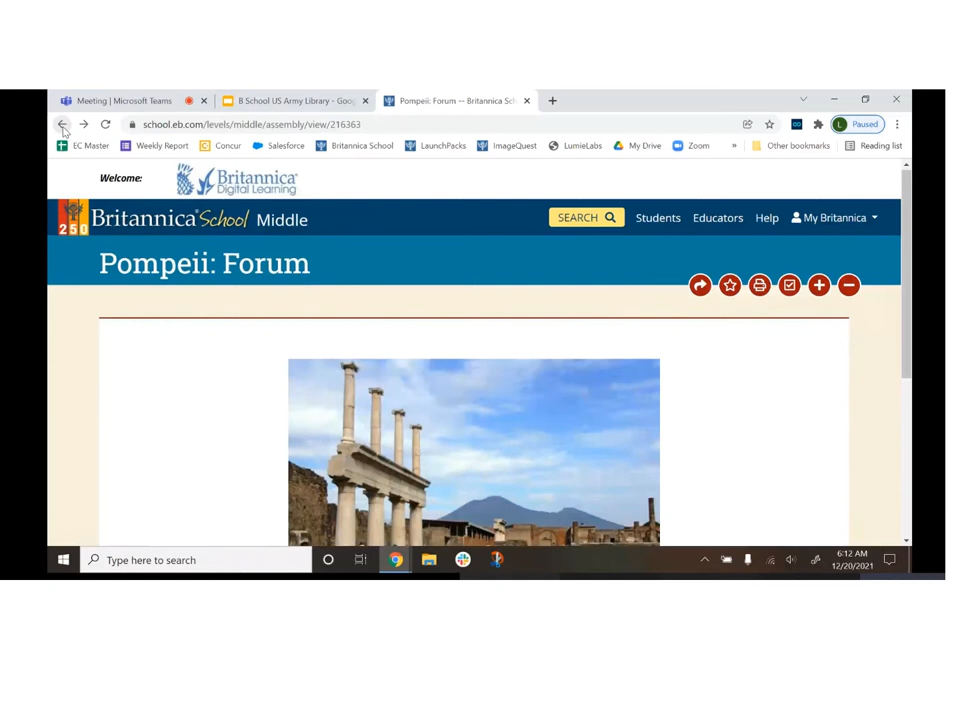 Meeting | Microsoft Teams
B School US Army Library - Goo
Pompeii: Forum -- Britannica Sch
school.eb.com/levels/middle/assembly/view/216363
L Paused
EC Master Weekly Report Concur Salesforce Britannica School LaunchPacks ImageQuest LumieLabs My Drive Zoom » Other bookmarks Reading list
Welcome: Britannica®
Digital Learning
250 Britannica® School Middle SEARCH Students Educators Help My Britannica
Pompeii: Forum
Type here to search
6:12 AM
12/20/2021